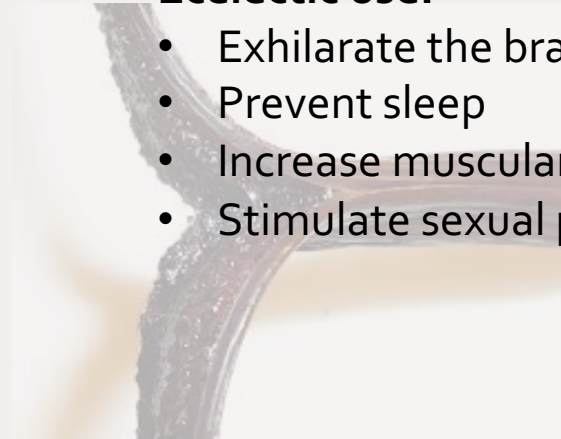 • Exhilarate the bra
• Prevent sleep
• Increase muscular
• Stimulate sexual